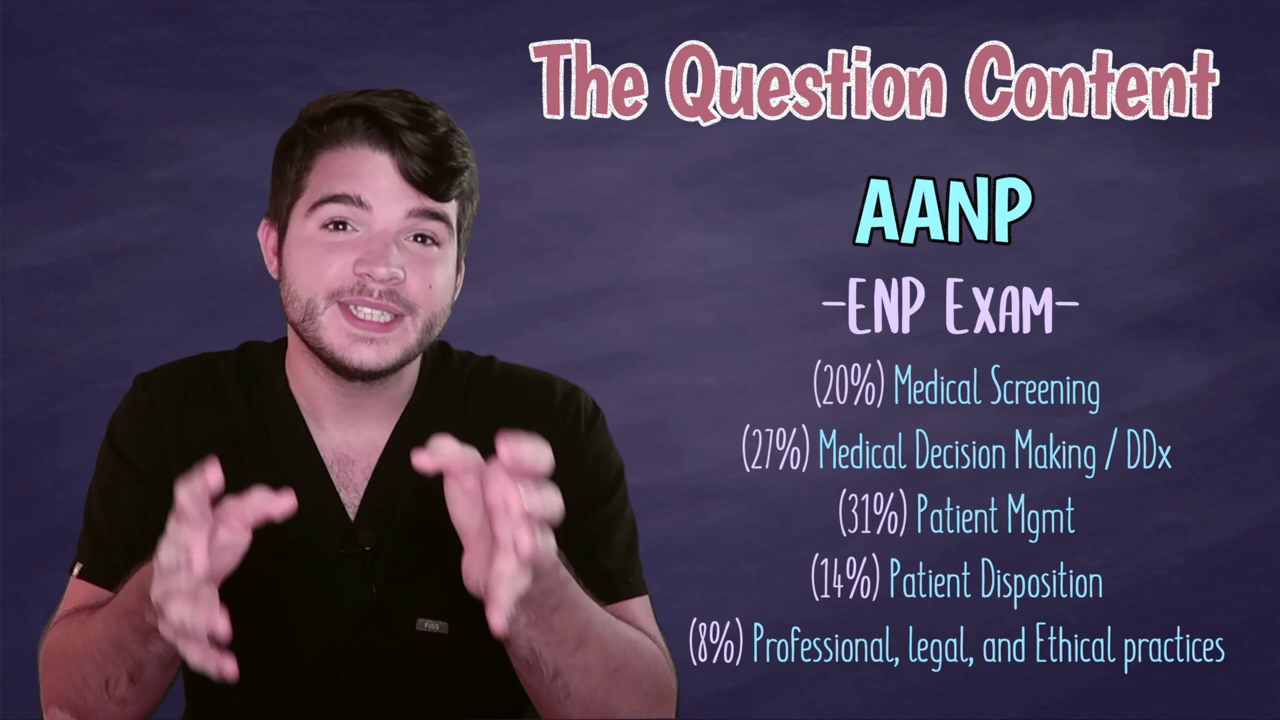 The Question Content
AANP
-ENP Exam-
(20%) Medical Screening
(27%) Medical Decision Making / DDx
(31%) Patient Mgmt
(14%) Patient Disposition
(8%) Professional, legal, and Ethical practices
FIGS